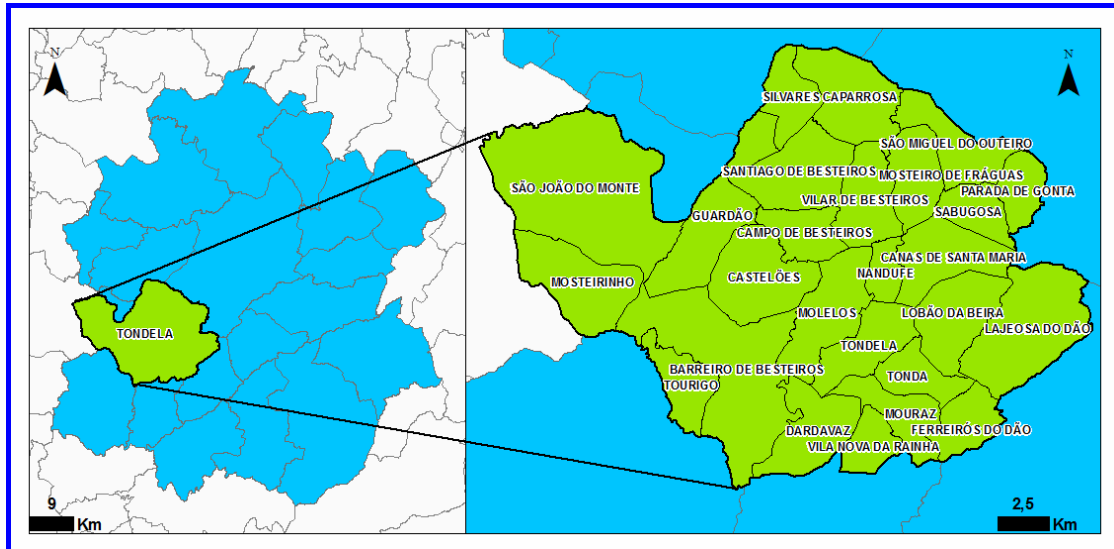 N
TONDELA
9
Km
N
SILVARES CAPARROSA
SÃO MIGUEL DO OUTEIRO
SANTIAGO DE BESTEIROS
MOSTEIRO DE FRÁGUAS
SÃO JOÃO DO MONTE
PARADA DE GONTA
VILAR DE BESTEIROS
SABUGOSA
GUARDÃO
CAMPO DE BESTEIROS
CANAS DE SANTA MARIA
NANDUFE
CASTELÕES
MOSTEIRINHO
MOLELOS
LOBÃO DA BEIRA
LAJEOSA DO DÃO
TONDELA
BARREIRO DE BESTEIROS
TONDA
TOURIGO
MOURAZ
DARDAVAZ
FERREIRÓS DO DÃO
VILA NOVA DA RAINHA
2,5
Km